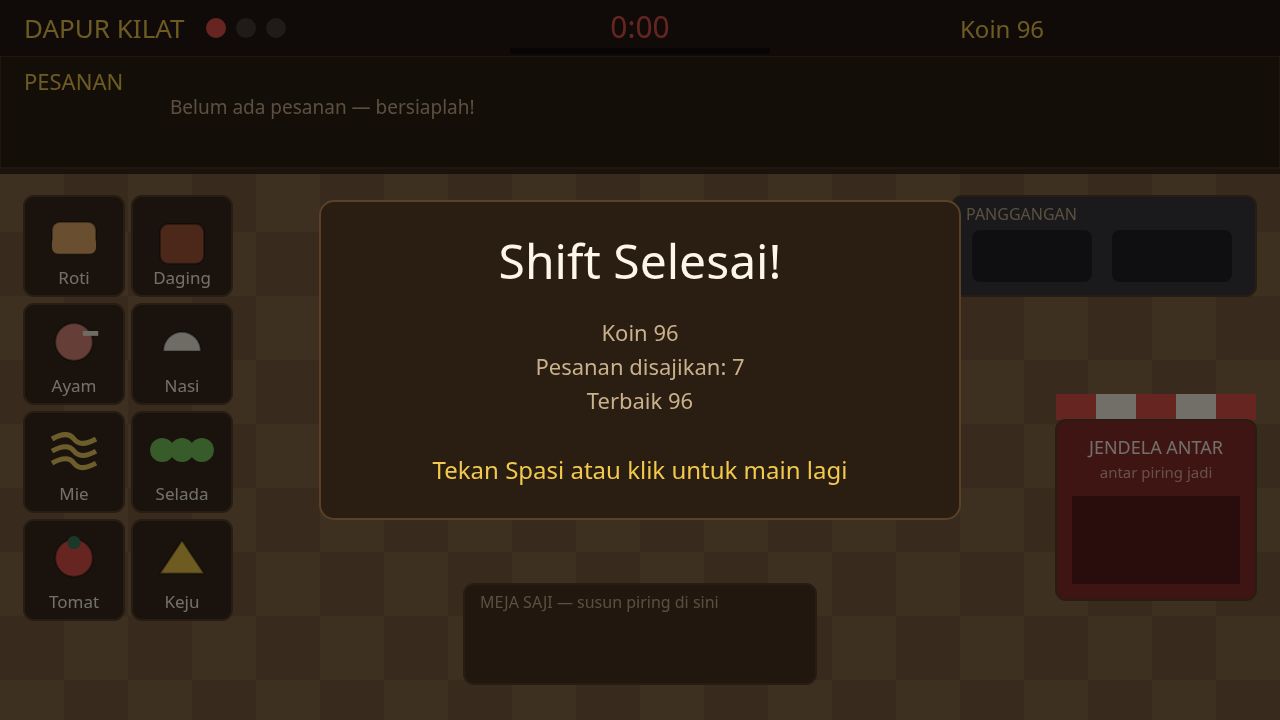 DAPUR KILAT
0:00
Koin 96
PESANAN
Belum ada pesanan — bersiaplah!
Roti
Daging
Ayam
Nasi
Mie
Selada
Tomat
Keju
Shift Selesai!
Koin 96
Pesanan disajikan: 7
Terbaik 96
Tekan Spasi atau klik untuk main lagi
PANGGANGAN
JENDELA ANTAR
antar piring jadi
MEJA SAJI — susun piring di sini